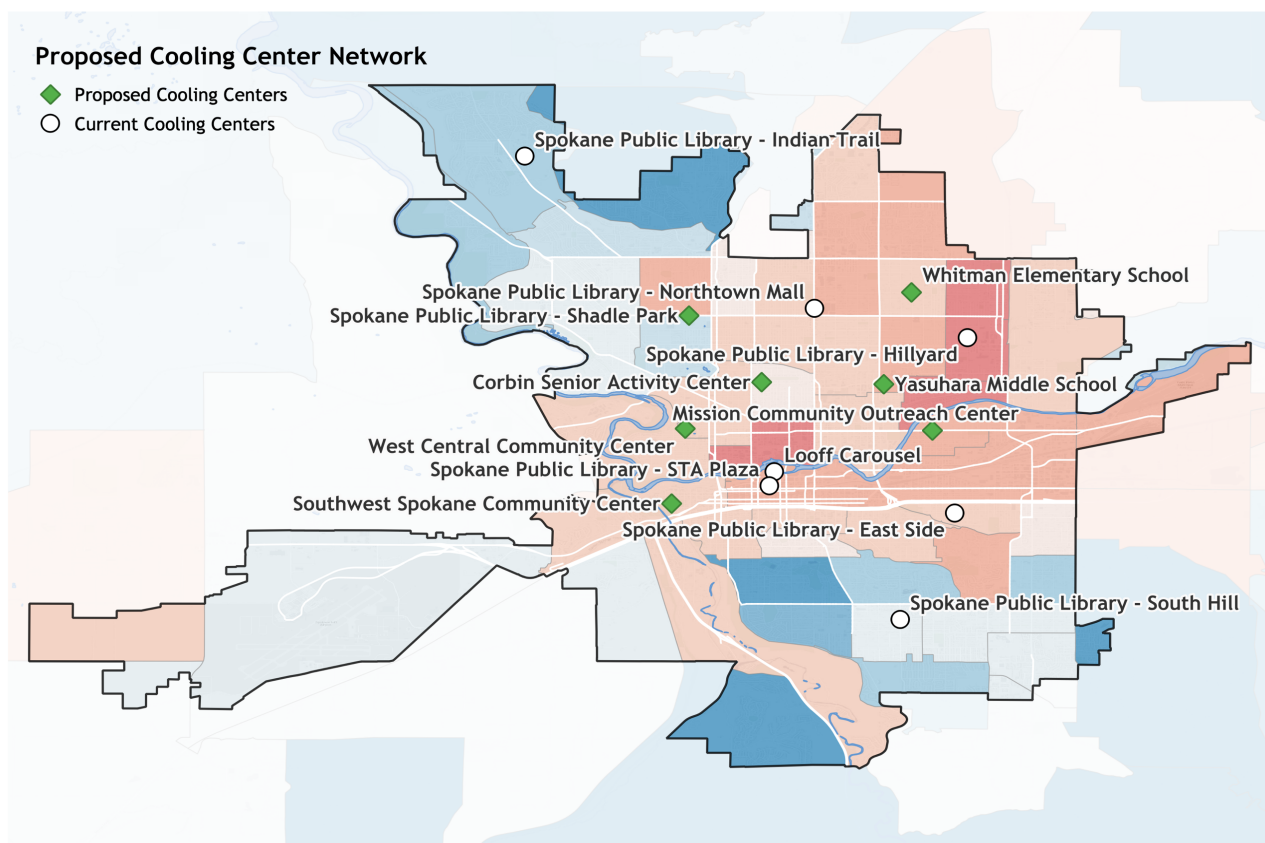 Proposed Cooling Center Network
Proposed Cooling Centers
Current Cooling Centers
Spokane Public Library - Indian Trail
Whitman Elementary School
Spokane Public Library - Northtown Mall
Spokane Public Library - Shadle Park
Spokane Public Library - Hillyard
Corbin Senior Activity Center
Yasuhara Middle School
Mission Community Outreach Center
West Central Community Center
Looff Carousel
Spokane Public Library - STA Plaza
Southwest Spokane Community Center
Spokane Public Library - East Side
Spokane Public Library - South Hill